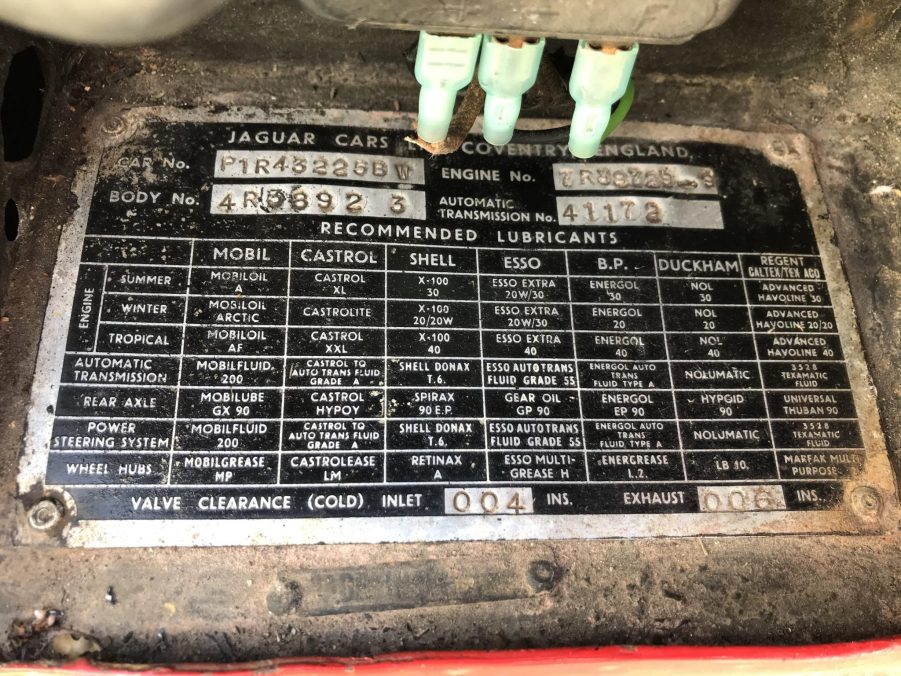 JAGUAR CARS COVENTRY, ENGLAND
CAR No. P1R43225BW ENGINE No.
BODY No. AUTOMATIC TRANSMISSION No.
RECOMMENDED LUBRICANTS
MOBIL CASTROL SHELL ESSO B.P. DUCKHAM REGENT CALTEX/TEXACO
ENGINE
SUMMER MOBILOIL A CASTROL XL X-100 30 ESSO EXTRA 20W/30 ENERGOL 30 NOL 30 ADVANCED HAVOLINE 30
WINTER MOBILOIL ARCTIC CASTROLITE X-100 20/20W ESSO EXTRA 20W/30 ENERGOL 20 NOL 20 ADVANCED HAVOLINE 20/20
TROPICAL MOBILOIL AF CASTROL XXL X-100 40 ESSO EXTRA 40 ENERGOL 40 NOL 40 ADVANCED HAVOLINE 40
AUTOMATIC TRANSMISSION MOBILFLUID 200 CASTROL TQ AUTO TRANS FLUID GRADE A SHELL DONAX T.6. ESSO AUTO TRANS FLUID GRADE 55 ENERGOL AUTO TRANS FLUID TYPE A NOLUMATIC 3528 TEXAMATIC FLUID
REAR AXLE MOBILUBE GX 90 CASTROL HYPOY SPIRAX 90 E.P. GEAR OIL GP 90 ENERGOL EP 90 HYPOID 90 UNIVERSAL THUBAN 90
POWER STEERING SYSTEM MOBILFLUID 200 CASTROL TQ AUTO TRANS FLUID GRADE A SHELL DONAX T.6. ESSO AUTO TRANS FLUID GRADE 55 ENERGOL AUTO TRANS FLUID TYPE A NOLUMATIC 3528 TEXAMATIC FLUID
WHEEL HUBS MOBILGREASE MP CASTROLEASE LM RETINAX A ESSO MULTI-GREASE H ENERGREASE L.2. LB 10. MARFAK MULTI PURPOSE
VALVE CLEARANCE (COLD) INLET 004 INS. EXHAUST 006 INS.